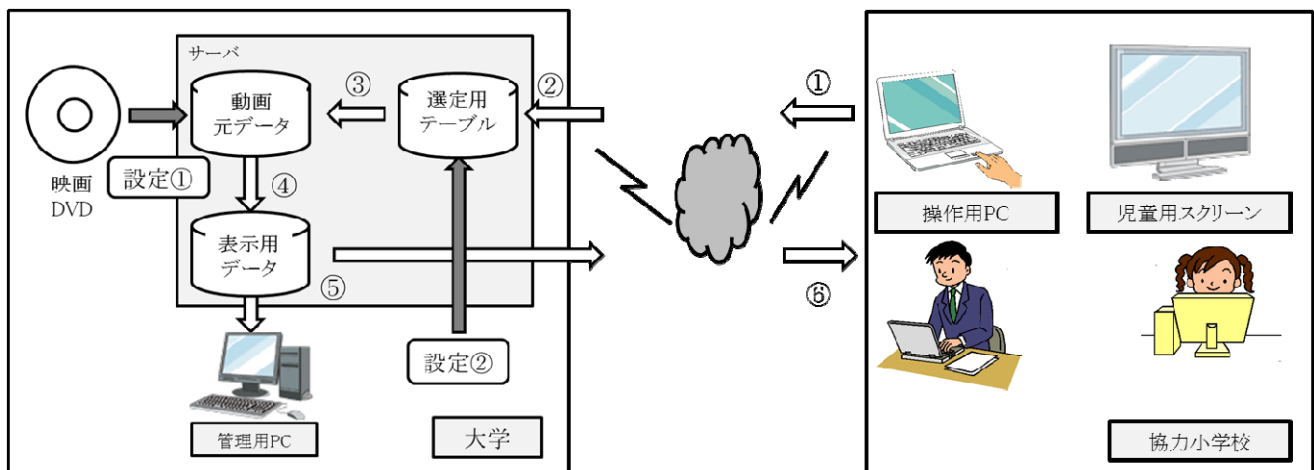 サーバ
動画
元データ
③
選定用
テーブル
②
①
映画
DVD
設定①
④
表示用
データ
⑤
設定②
管理用PC
大学
操作用PC
児童用スクリーン
⑥
協力小学校